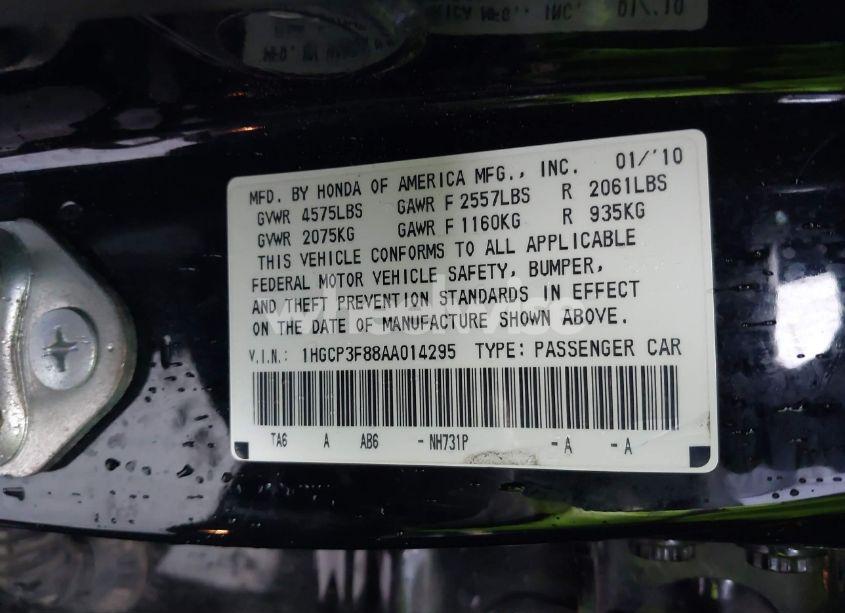 MFD. BY HONDA OF AMERICA MFG., INC. 01/'10
GVWR 4575LBS GAWR F 2557LBS R 2061LBS
GVWR 2075KG GAWR F 1160KG R 935KG
THIS VEHICLE CONFORMS TO ALL APPLICABLE
FEDERAL MOTOR VEHICLE SAFETY, BUMPER,
AND THEFT PREVENTION STANDARDS IN EFFECT
ON THE DATE OF MANUFACTURE SHOWN ABOVE.
V.I.N.: 1HGCP3F88AA014295 TYPE: PASSENGER CAR
TA6 A AB6 - NH731P - A - A